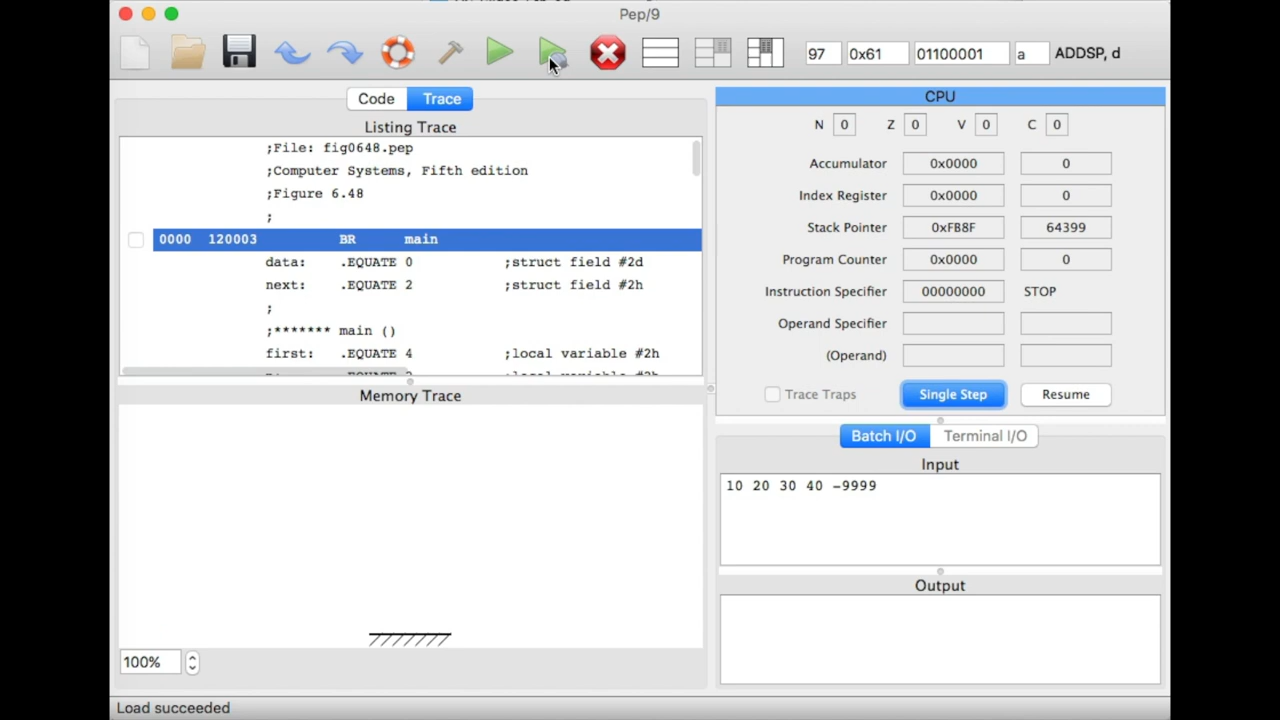 Pep/9
97 0x61 01100001 a ADDSP, d
Code Trace
Listing Trace
;File: fig0648.pep
;Computer Systems, Fifth edition
;Figure 6.48
;
0000 120003 BR main
data: .EQUATE 0 ;struct field #2d
next: .EQUATE 2 ;struct field #2h
;
;******* main ()
first: .EQUATE 4 ;local variable #2h
Memory Trace
100%
CPU
N 0 Z 0 V 0 C 0
Accumulator 0x0000 0
Index Register 0x0000 0
Stack Pointer 0xFB8F 64399
Program Counter 0x0000 0
Instruction Specifier 00000000 STOP
Operand Specifier
(Operand)
Trace Traps Single Step Resume
Batch I/O Terminal I/O
Input
10 20 30 40 -9999
Output
Load succeeded